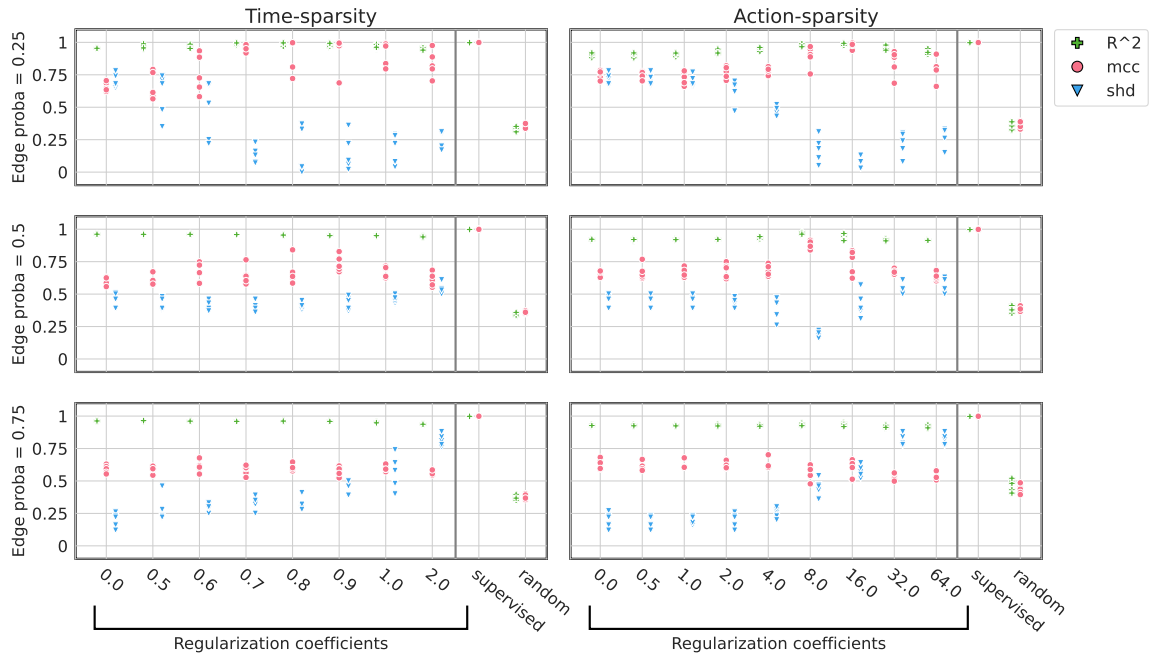 Time-sparsity
Action-sparsity
Edge proba = 0.25
1
0.75
0.5
0.25
0
R^2
mcc
shd
Edge proba = 0.5
1
0.75
0.5
0.25
0
Edge proba = 0.75
1
0.75
0.5
0.25
0
0.0 0.5 0.6 0.7 0.8 0.9 1.0 2.0 supervised random
0.0 0.5 1.0 2.0 4.0 8.0 16.0 32.0 64.0 supervised random
Regularization coefficients
Regularization coefficients